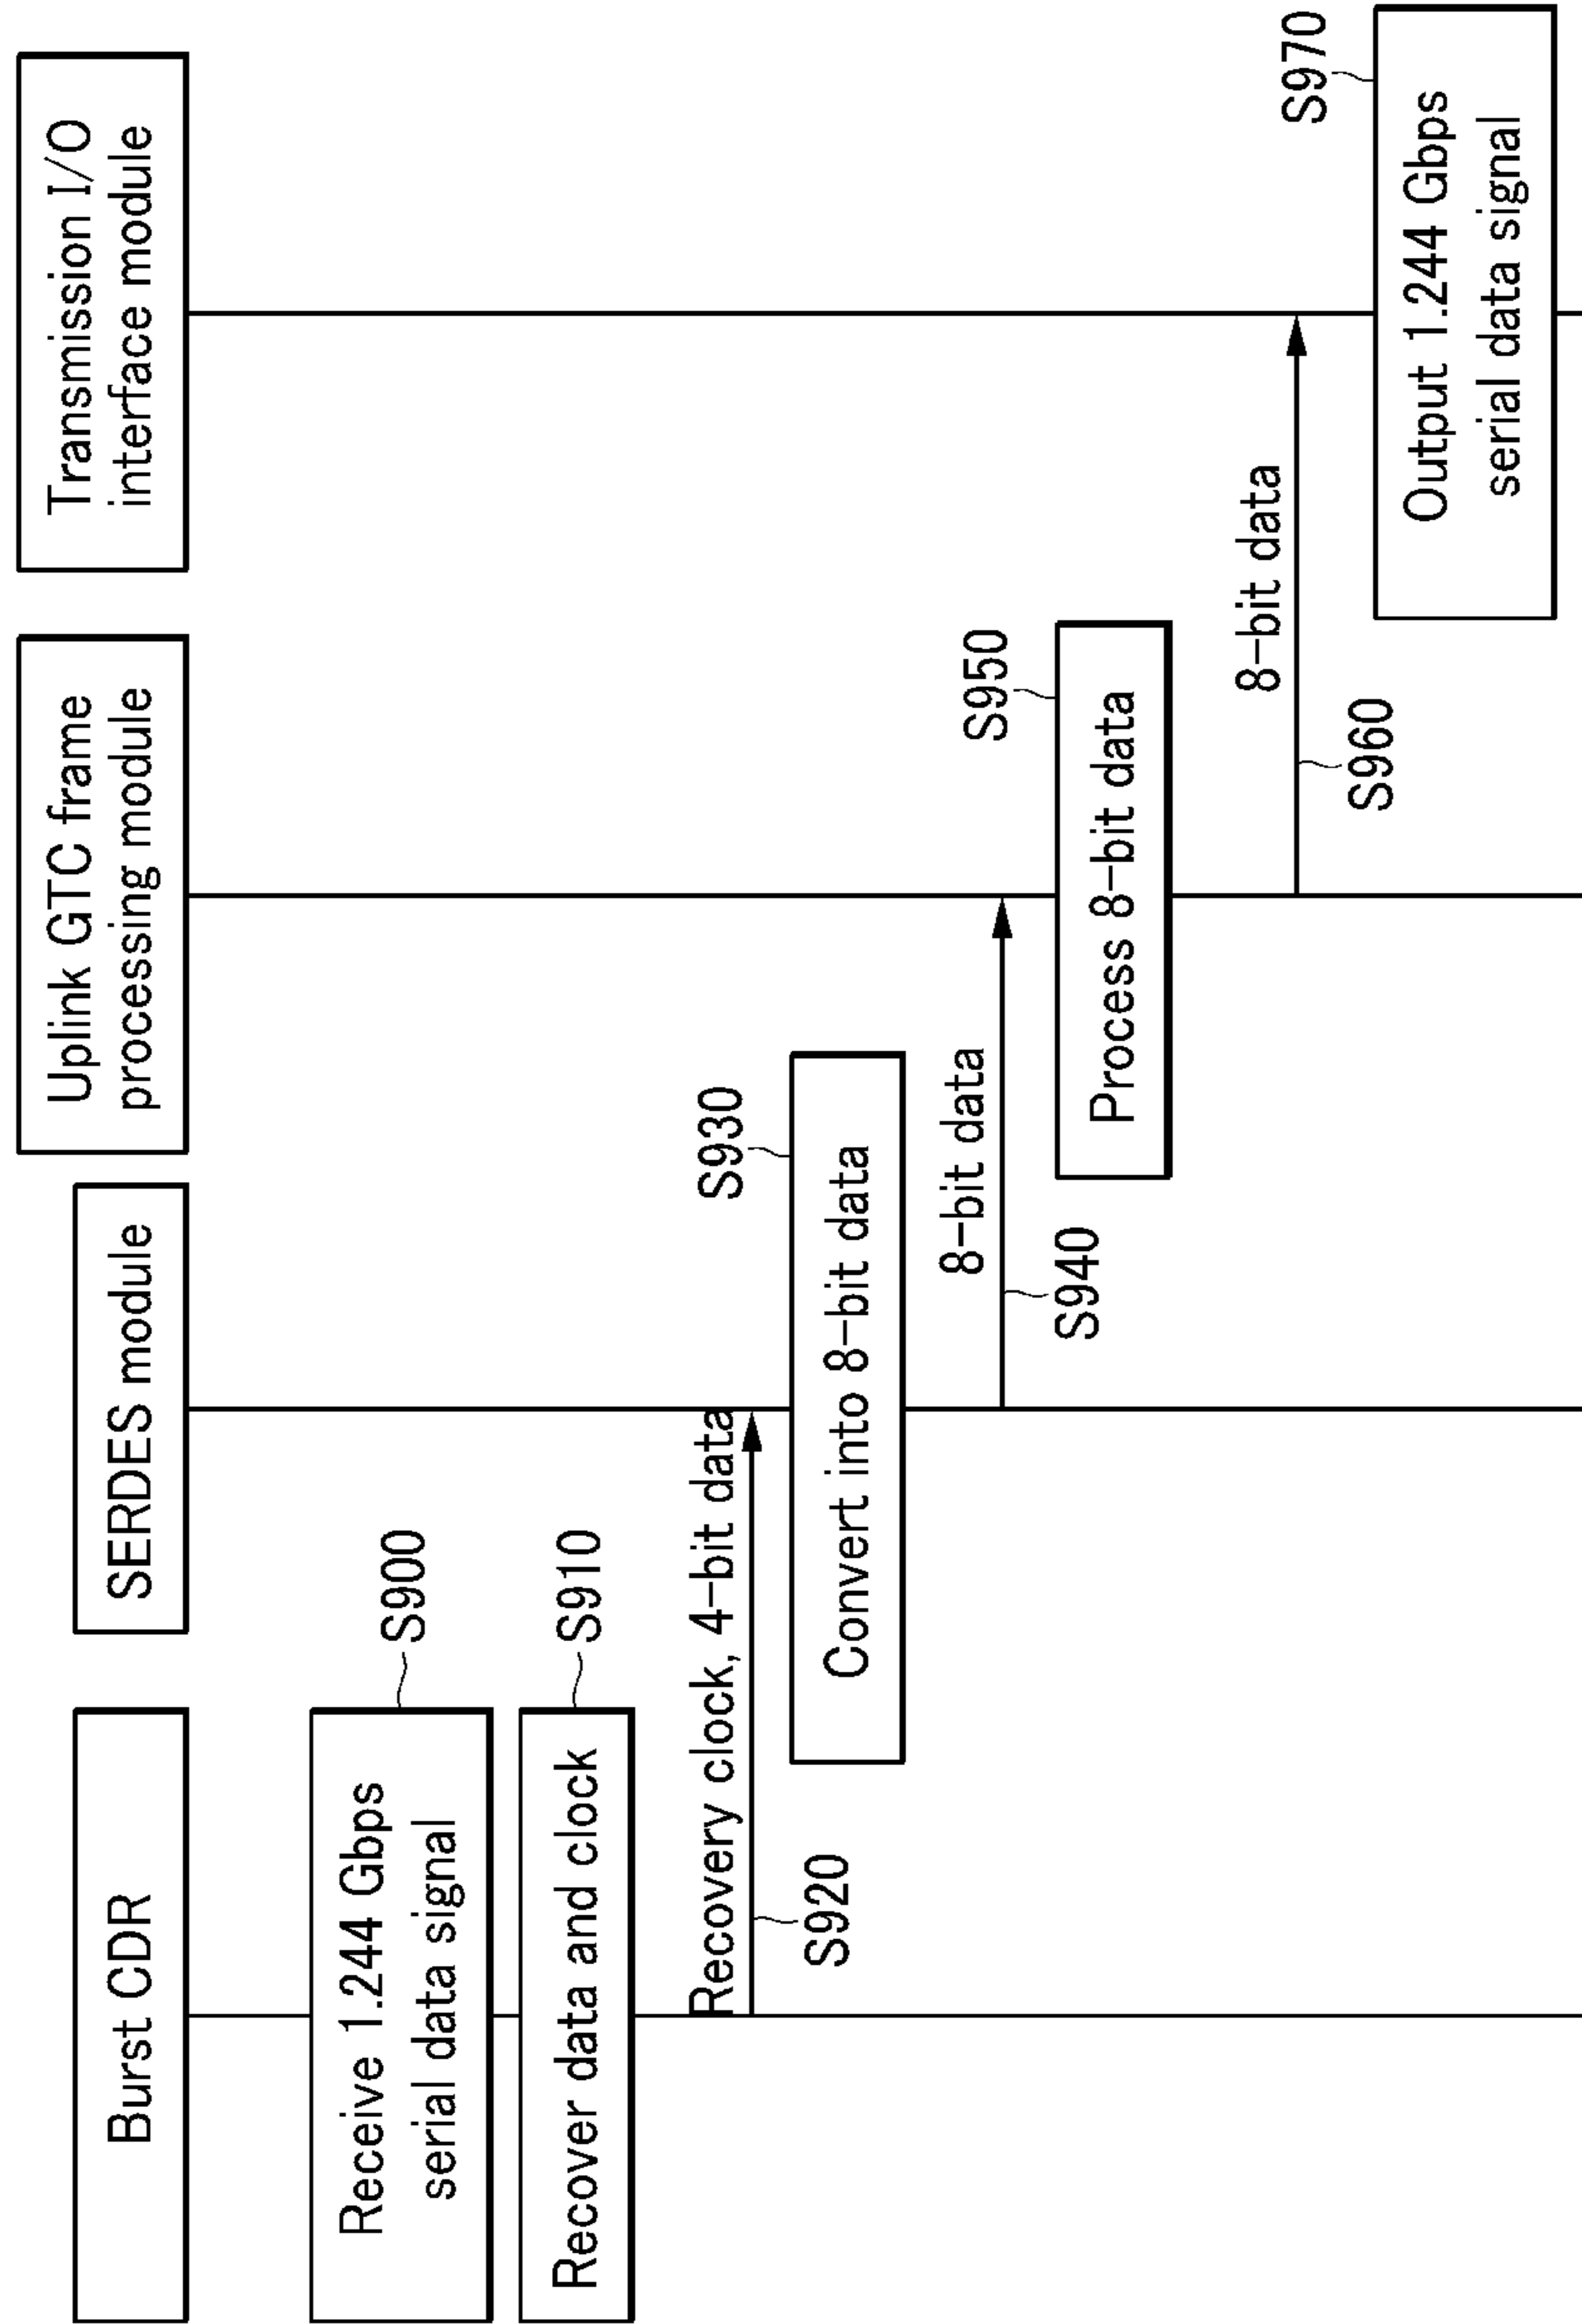 Burst CDR
SERDES module
Uplink GTC frame
processing module
Transmission I/O
interface module
Receive 1.244 Gbps
serial data signal
S900
Recover data and clock
S910
Recovery clock, 4-bit data
S920
Convert into 8-bit data
S930
8-bit data
S940
Process 8-bit data
S950
8-bit data
S960
Output 1.244 Gbps
serial data signal
S970